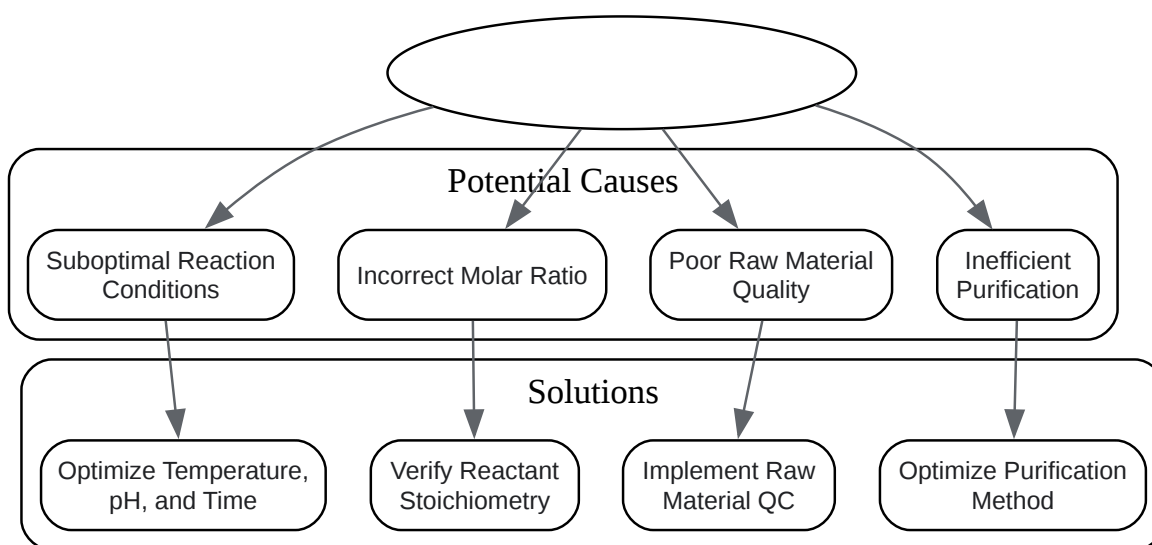 Potential Causes
Suboptimal Reaction
Conditions
Incorrect Molar Ratio
Poor Raw Material
Quality
Inefficient
Purification
Solutions
Optimize Temperature,
pH, and Time
Verify Reactant
Stoichiometry
Implement Raw
Material QC
Optimize Purification
Method